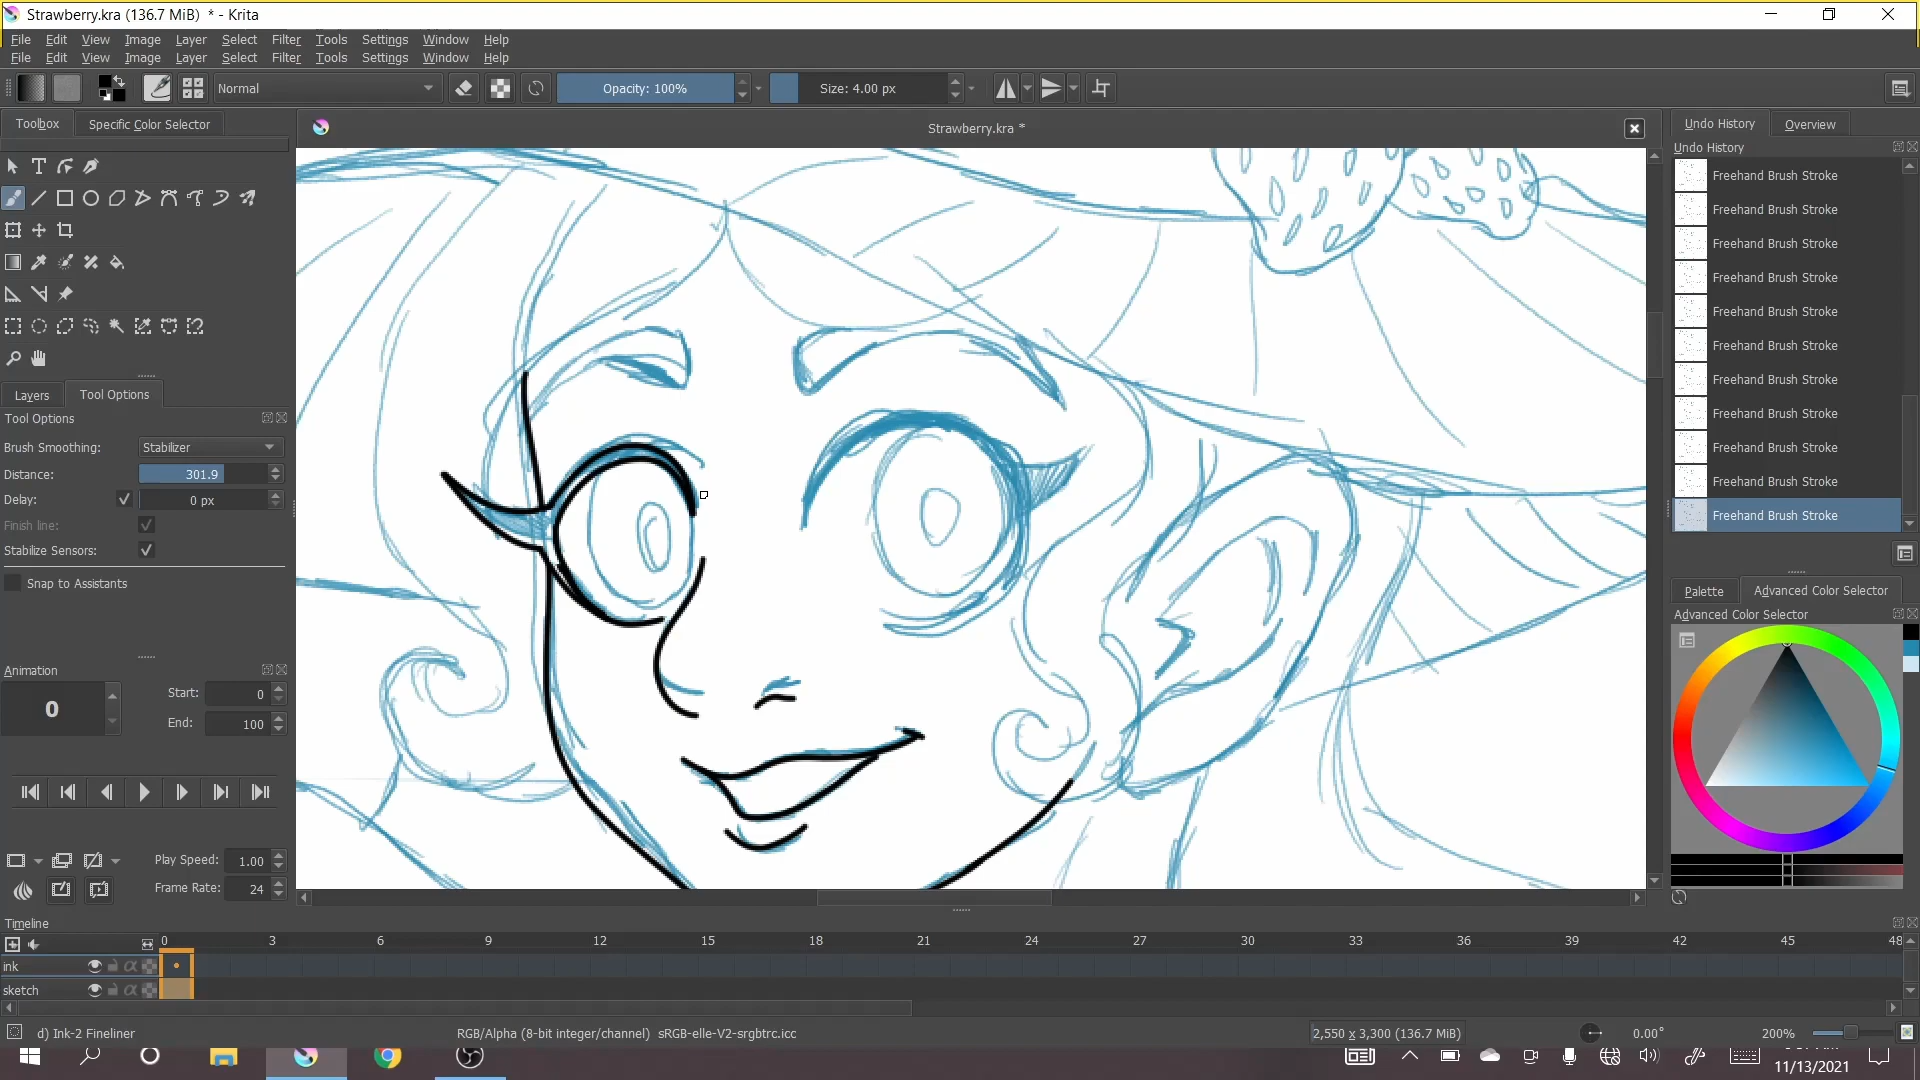 Strawberry.kra (136.7 MiB) * - Krita
File Edit View Image Layer Select Filter Tools Settings Window Help
File Edit View Image Layer Select Filter Tools Settings Window Help
Normal
Opacity: 100%
Size: 4.00 px
Toolbox
Specific Color Selector
Strawberry.kra *
Undo History
Overview
Undo History
Freehand Brush Stroke
Freehand Brush Stroke
Freehand Brush Stroke
Freehand Brush Stroke
Freehand Brush Stroke
Freehand Brush Stroke
Freehand Brush Stroke
Freehand Brush Stroke
Freehand Brush Stroke
Freehand Brush Stroke
Freehand Brush Stroke
Layers
Tool Options
Tool Options
Brush Smoothing: Stabilizer
Distance: 301.9
Delay: 0 px
Finish line:
Stabilize Sensors:
Snap to Assistants
Palette
Advanced Color Selector
Advanced Color Selector
Animation
0
Start: 0
End: 100
Play Speed: 1.00
Frame Rate: 24
Timeline
0 3 6 9 12 15 18 21 24 27 30 33 36 39 42 45 48
ink
sketch
d) Ink-2 Fineliner
RGB/Alpha (8-bit integer/channel) sRGB-elle-V2-srgbtrc.icc
2,550 x 3,300 (136.7 MiB)
0.00°
200%
11/13/2021